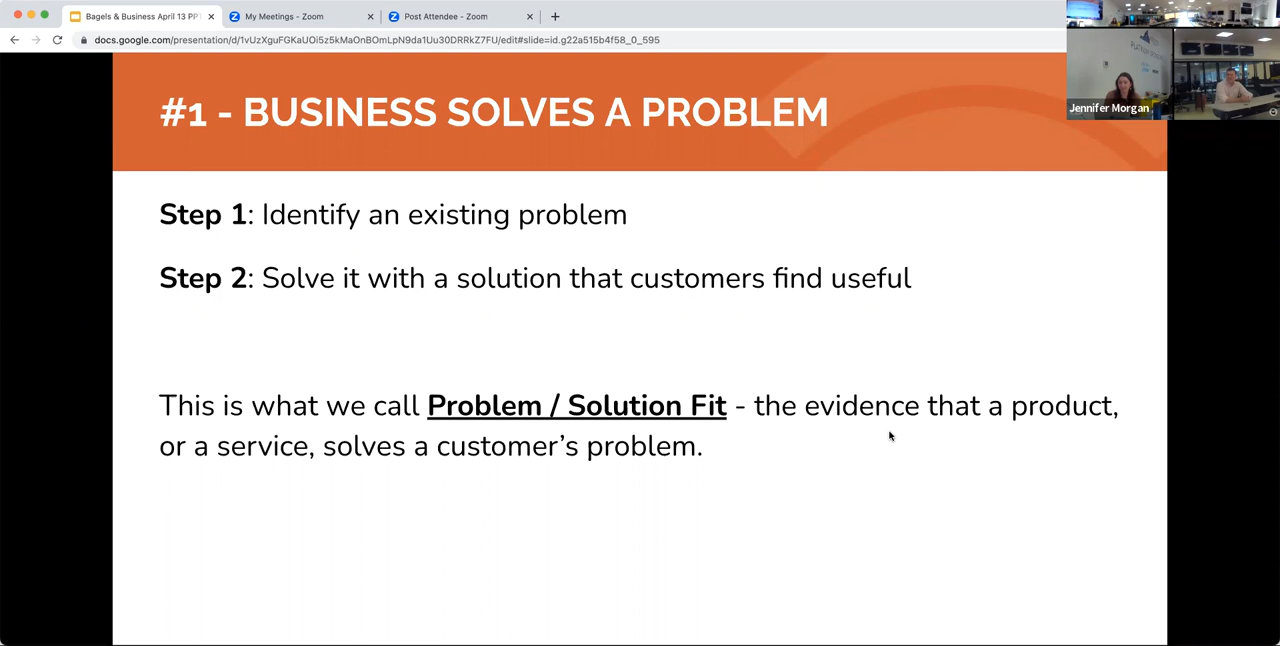 Bagels & Business April 13 PPT
My Meetings - Zoom
Post Attendee - Zoom
docs.google.com/presentation/d/1vUzXguFGKaUOi5z5kMaOnBOmLpN9da1Uu30DRRkZ7FU/edit#slide=id.g22a515b4f58_0_595
Jennifer Morgan
#1 - BUSINESS SOLVES A PROBLEM
Step 1: Identify an existing problem
Step 2: Solve it with a solution that customers find useful
This is what we call Problem / Solution Fit - the evidence that a product,
or a service, solves a customer’s problem.